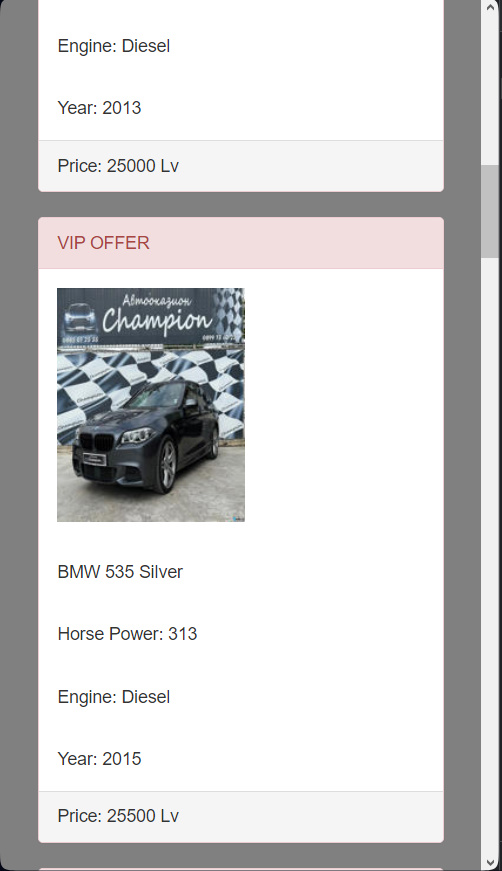 Engine: Diesel
Year: 2013
Price: 25000 Lv
VIP OFFER
Автооказион
Champion
BMW 535 Silver
Horse Power: 313
Engine: Diesel
Year: 2015
Price: 25500 Lv